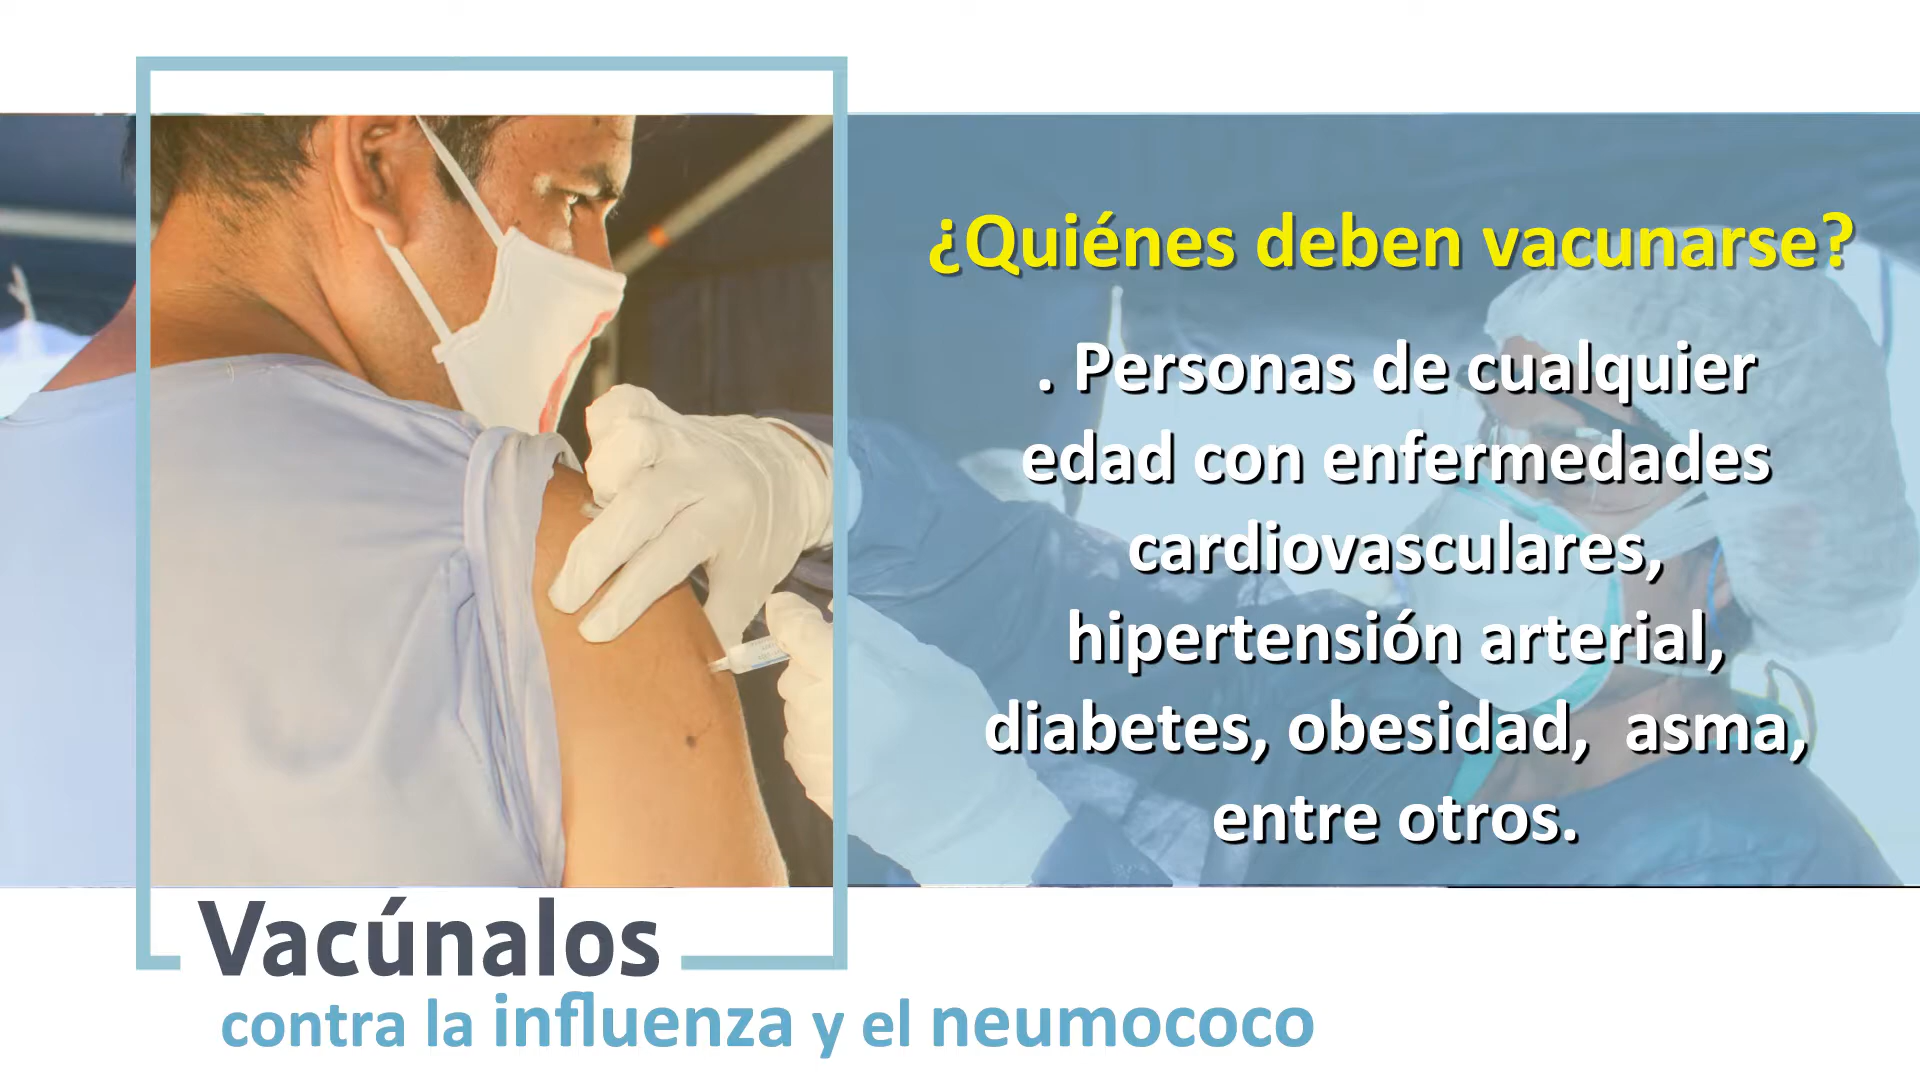 ¿Quiénes deben vacunarse?
. Personas de cualquier
edad con enfermedades
cardiovasculares,
hipertensión arterial,
diabetes, obesidad,  asma,
entre otros.
Vacúnalos
contra la influenza y el neumococo